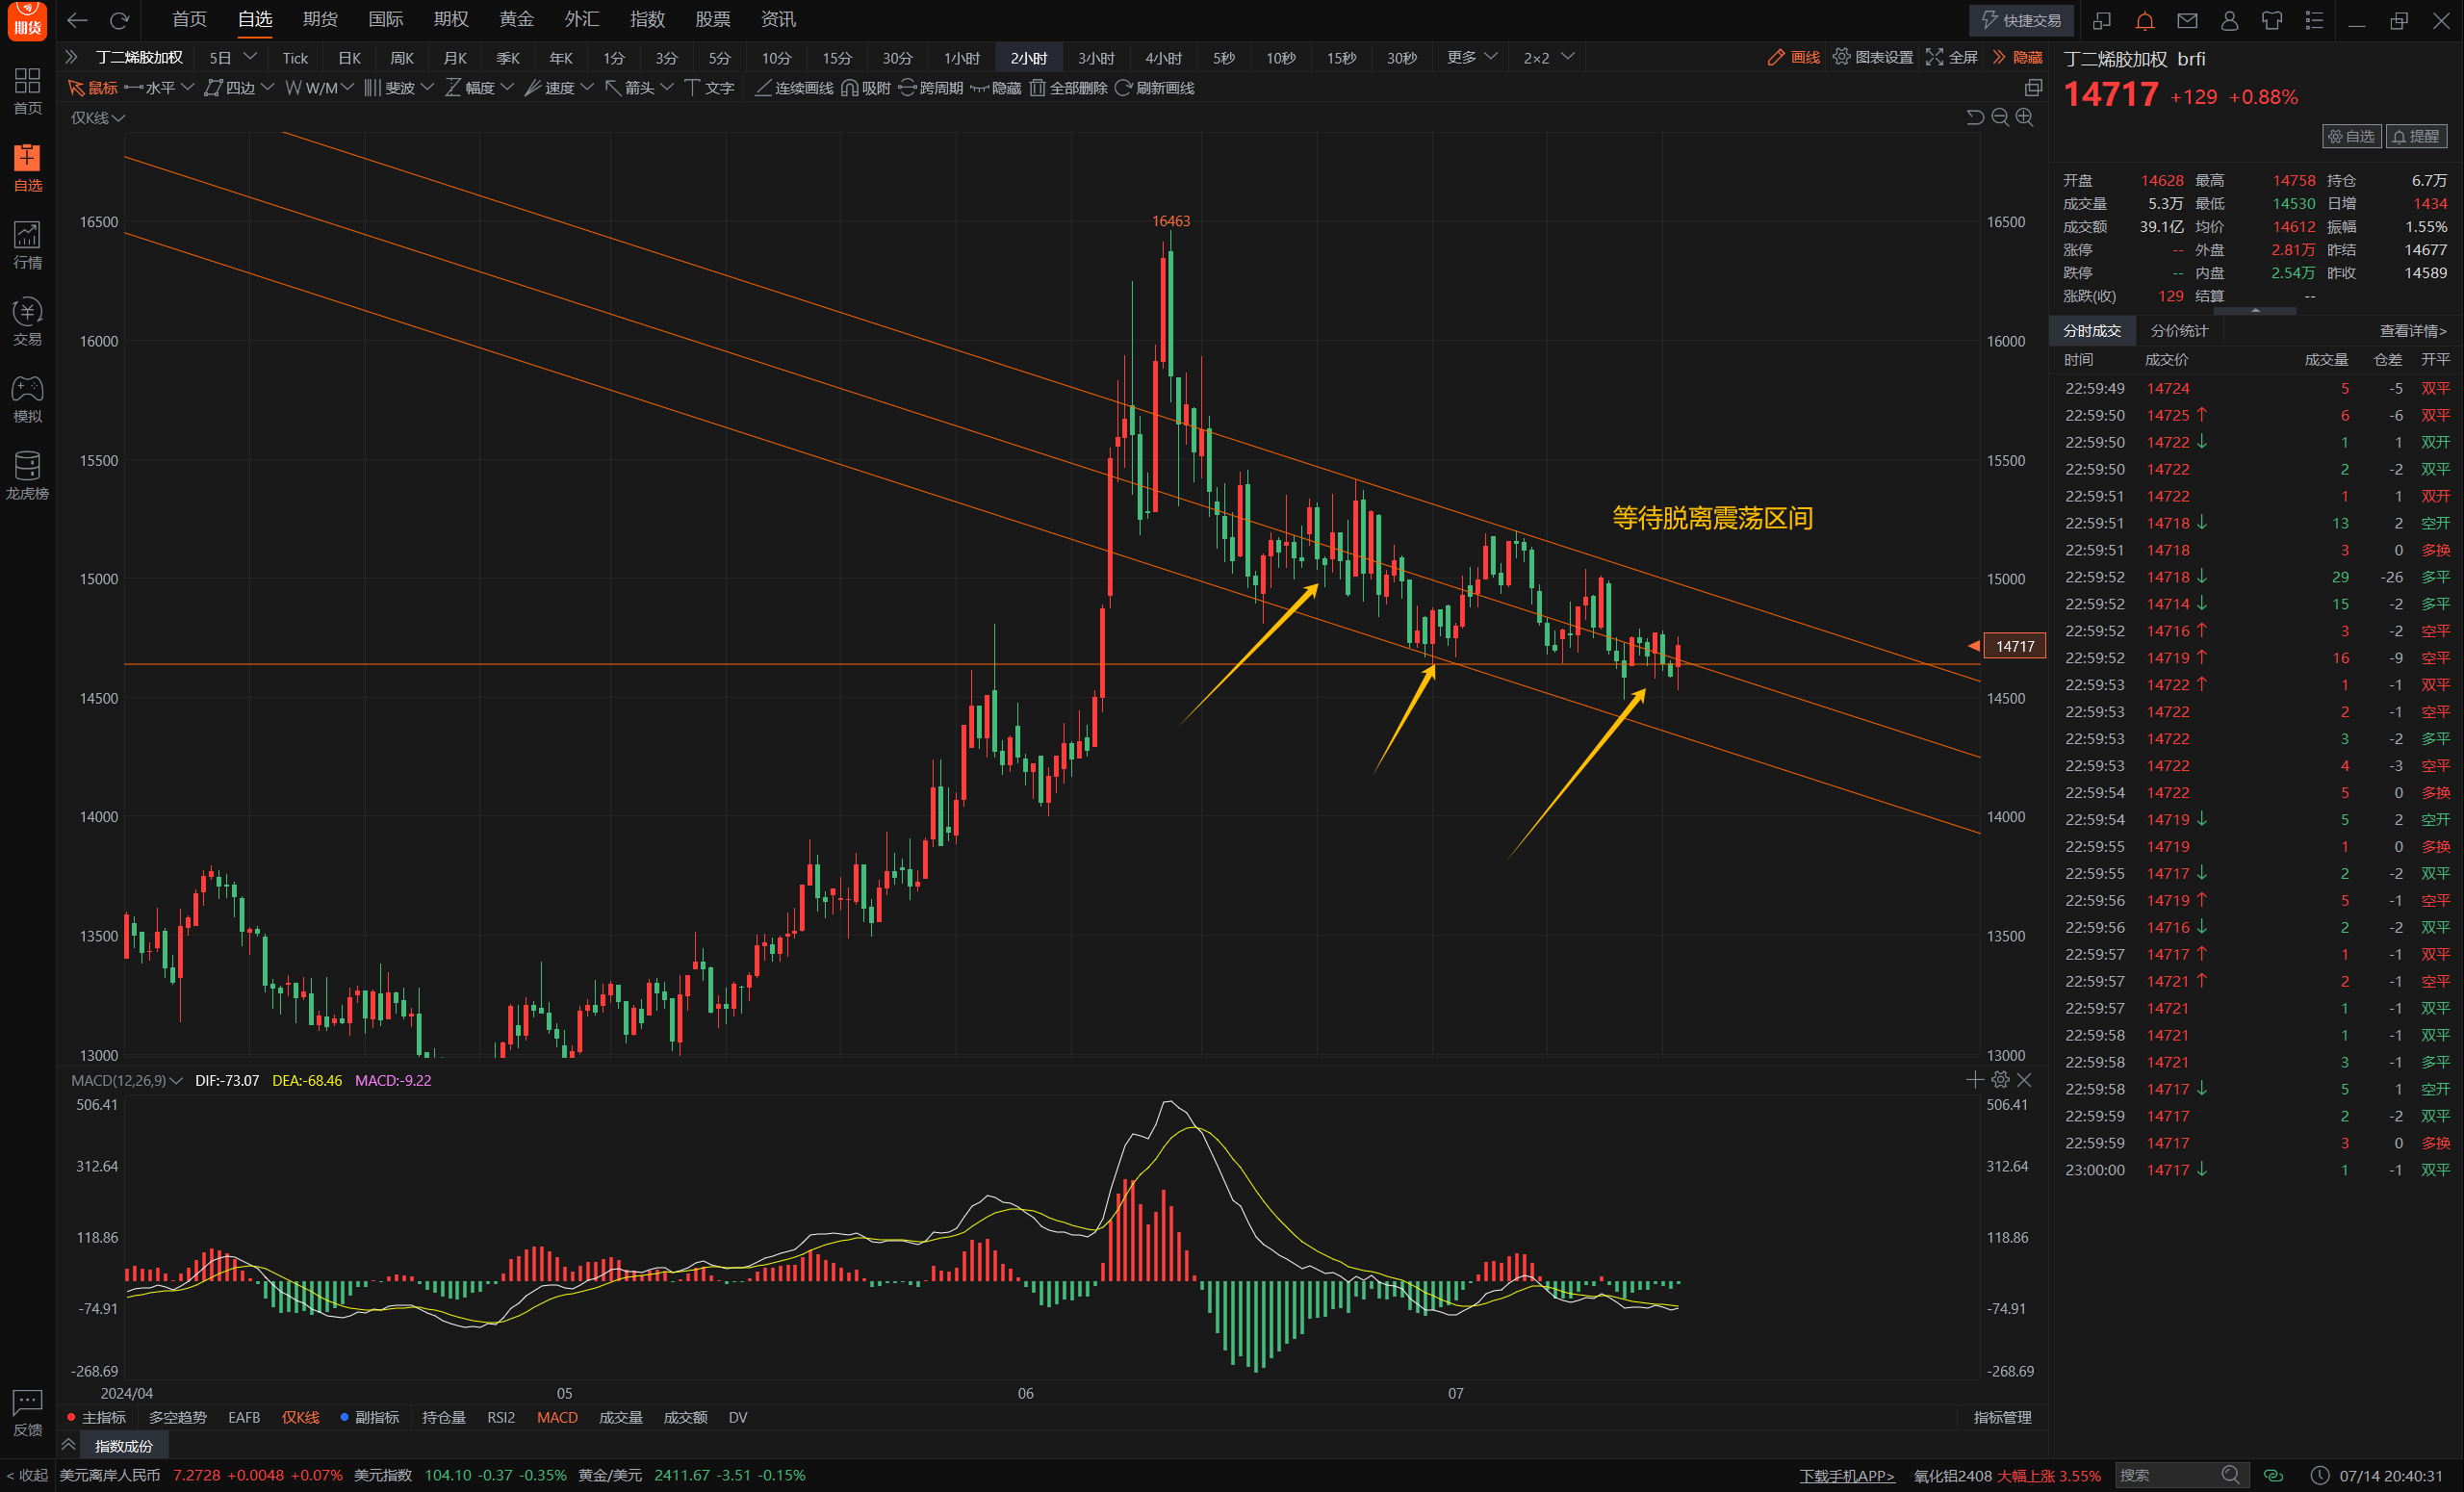 期货
首页 自选 期货 国际 期权 黄金 外汇 指数 股票 资讯
快捷交易
首页
自选
行情
交易
模拟
龙虎榜
反馈
< 收起
丁二烯胶加权 5日 Tick 日K 周K 月K 季K 年K 1分 3分 5分 10分 15分 30分 1小时 2小时 3小时 4小时 5秒 10秒 15秒 30秒 更多 2×2
画线 图表设置 全屏 隐藏
鼠标 水平 四边 W/M 斐波 幅度 速度 箭头 文字 连续画线 吸附 跨周期 隐藏 全部删除 刷新画线
仅K线
16463
等待脱离震荡区间
16500 16500
16000 16000
15500 15500
15000 15000
14717
14500 14500
14000 14000
13500 13500
13000 13000
MACD(12,26,9) DIF:-73.07 DEA:-68.46 MACD:-9.22
506.41 506.41
312.64 312.64
118.86 118.86
-74.91 -74.91
-268.69 -268.69
2024/04 05 06 07
主指标 多空趋势 EAFB 仅K线 副指标 持仓量 RSI2 MACD 成交量 成交额 DV
指标管理
指数成份
丁二烯胶加权 brfi
14717 +129 +0.88%
自选 提醒
开盘 14628 最高 14758 持仓 6.7万
成交量 5.3万 最低 14530 日增 1434
成交额 39.1亿 均价 14612 振幅 1.55%
涨停 -- 外盘 2.81万 昨结 14677
跌停 -- 内盘 2.54万 昨收 14589
涨跌(收) 129 结算 --
分时成交 分价统计 查看详情>
时间 成交价 成交量 仓差 开平
22:59:49 14724 5 -5 双平
22:59:50 14725 ↑ 6 -6 双平
22:59:50 14722 ↓ 1 1 双开
22:59:50 14722 2 -2 双平
22:59:51 14722 1 1 双开
22:59:51 14718 ↓ 13 2 空开
22:59:51 14718 3 0 多换
22:59:52 14718 ↓ 29 -26 多平
22:59:52 14714 ↓ 15 -2 多平
22:59:52 14716 ↑ 3 -2 空平
22:59:52 14719 ↑ 16 -9 空平
22:59:53 14722 ↑ 1 -1 双平
22:59:53 14722 2 -1 空平
22:59:53 14722 3 -2 多平
22:59:53 14722 4 -3 空平
22:59:54 14722 5 0 多换
22:59:54 14719 ↓ 5 2 空开
22:59:55 14719 1 0 多换
22:59:55 14717 ↓ 2 -2 双平
22:59:56 14719 ↑ 5 -1 空平
22:59:56 14716 ↓ 2 -2 双平
22:59:57 14717 ↑ 1 -1 双平
22:59:57 14721 ↑ 2 -1 空平
22:59:57 14721 1 -1 双平
22:59:58 14721 1 -1 双平
22:59:58 14721 3 -1 多平
22:59:58 14717 ↓ 5 1 空开
22:59:59 14717 2 -2 双平
22:59:59 14717 3 0 多换
23:00:00 14717 ↓ 1 -1 双平
美元离岸人民币 7.2728 +0.0048 +0.07% 美元指数 104.10 -0.37 -0.35% 黄金/美元 2411.67 -3.51 -0.15%
下载手机APP> 氧化铝2408 大幅上涨 3.55% 搜索 07/14 20:40:31